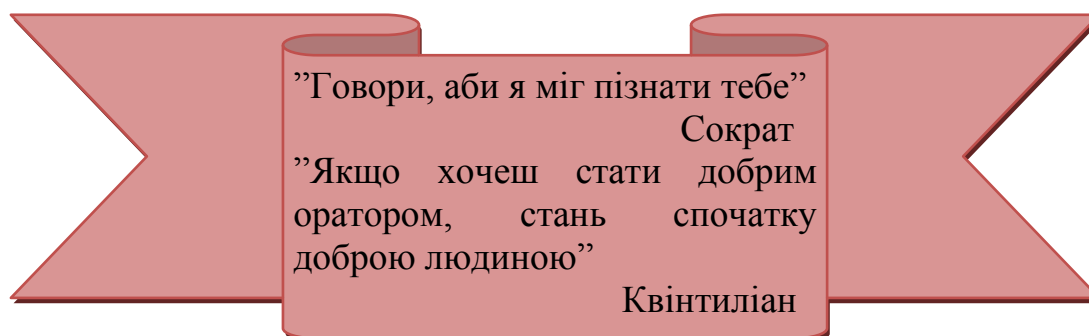 ”Говори, аби я міг пізнати тебе”
Сократ
”Якщо хочеш стати добрим
оратором, стань спочатку
доброю людиною”
Квінтиліан